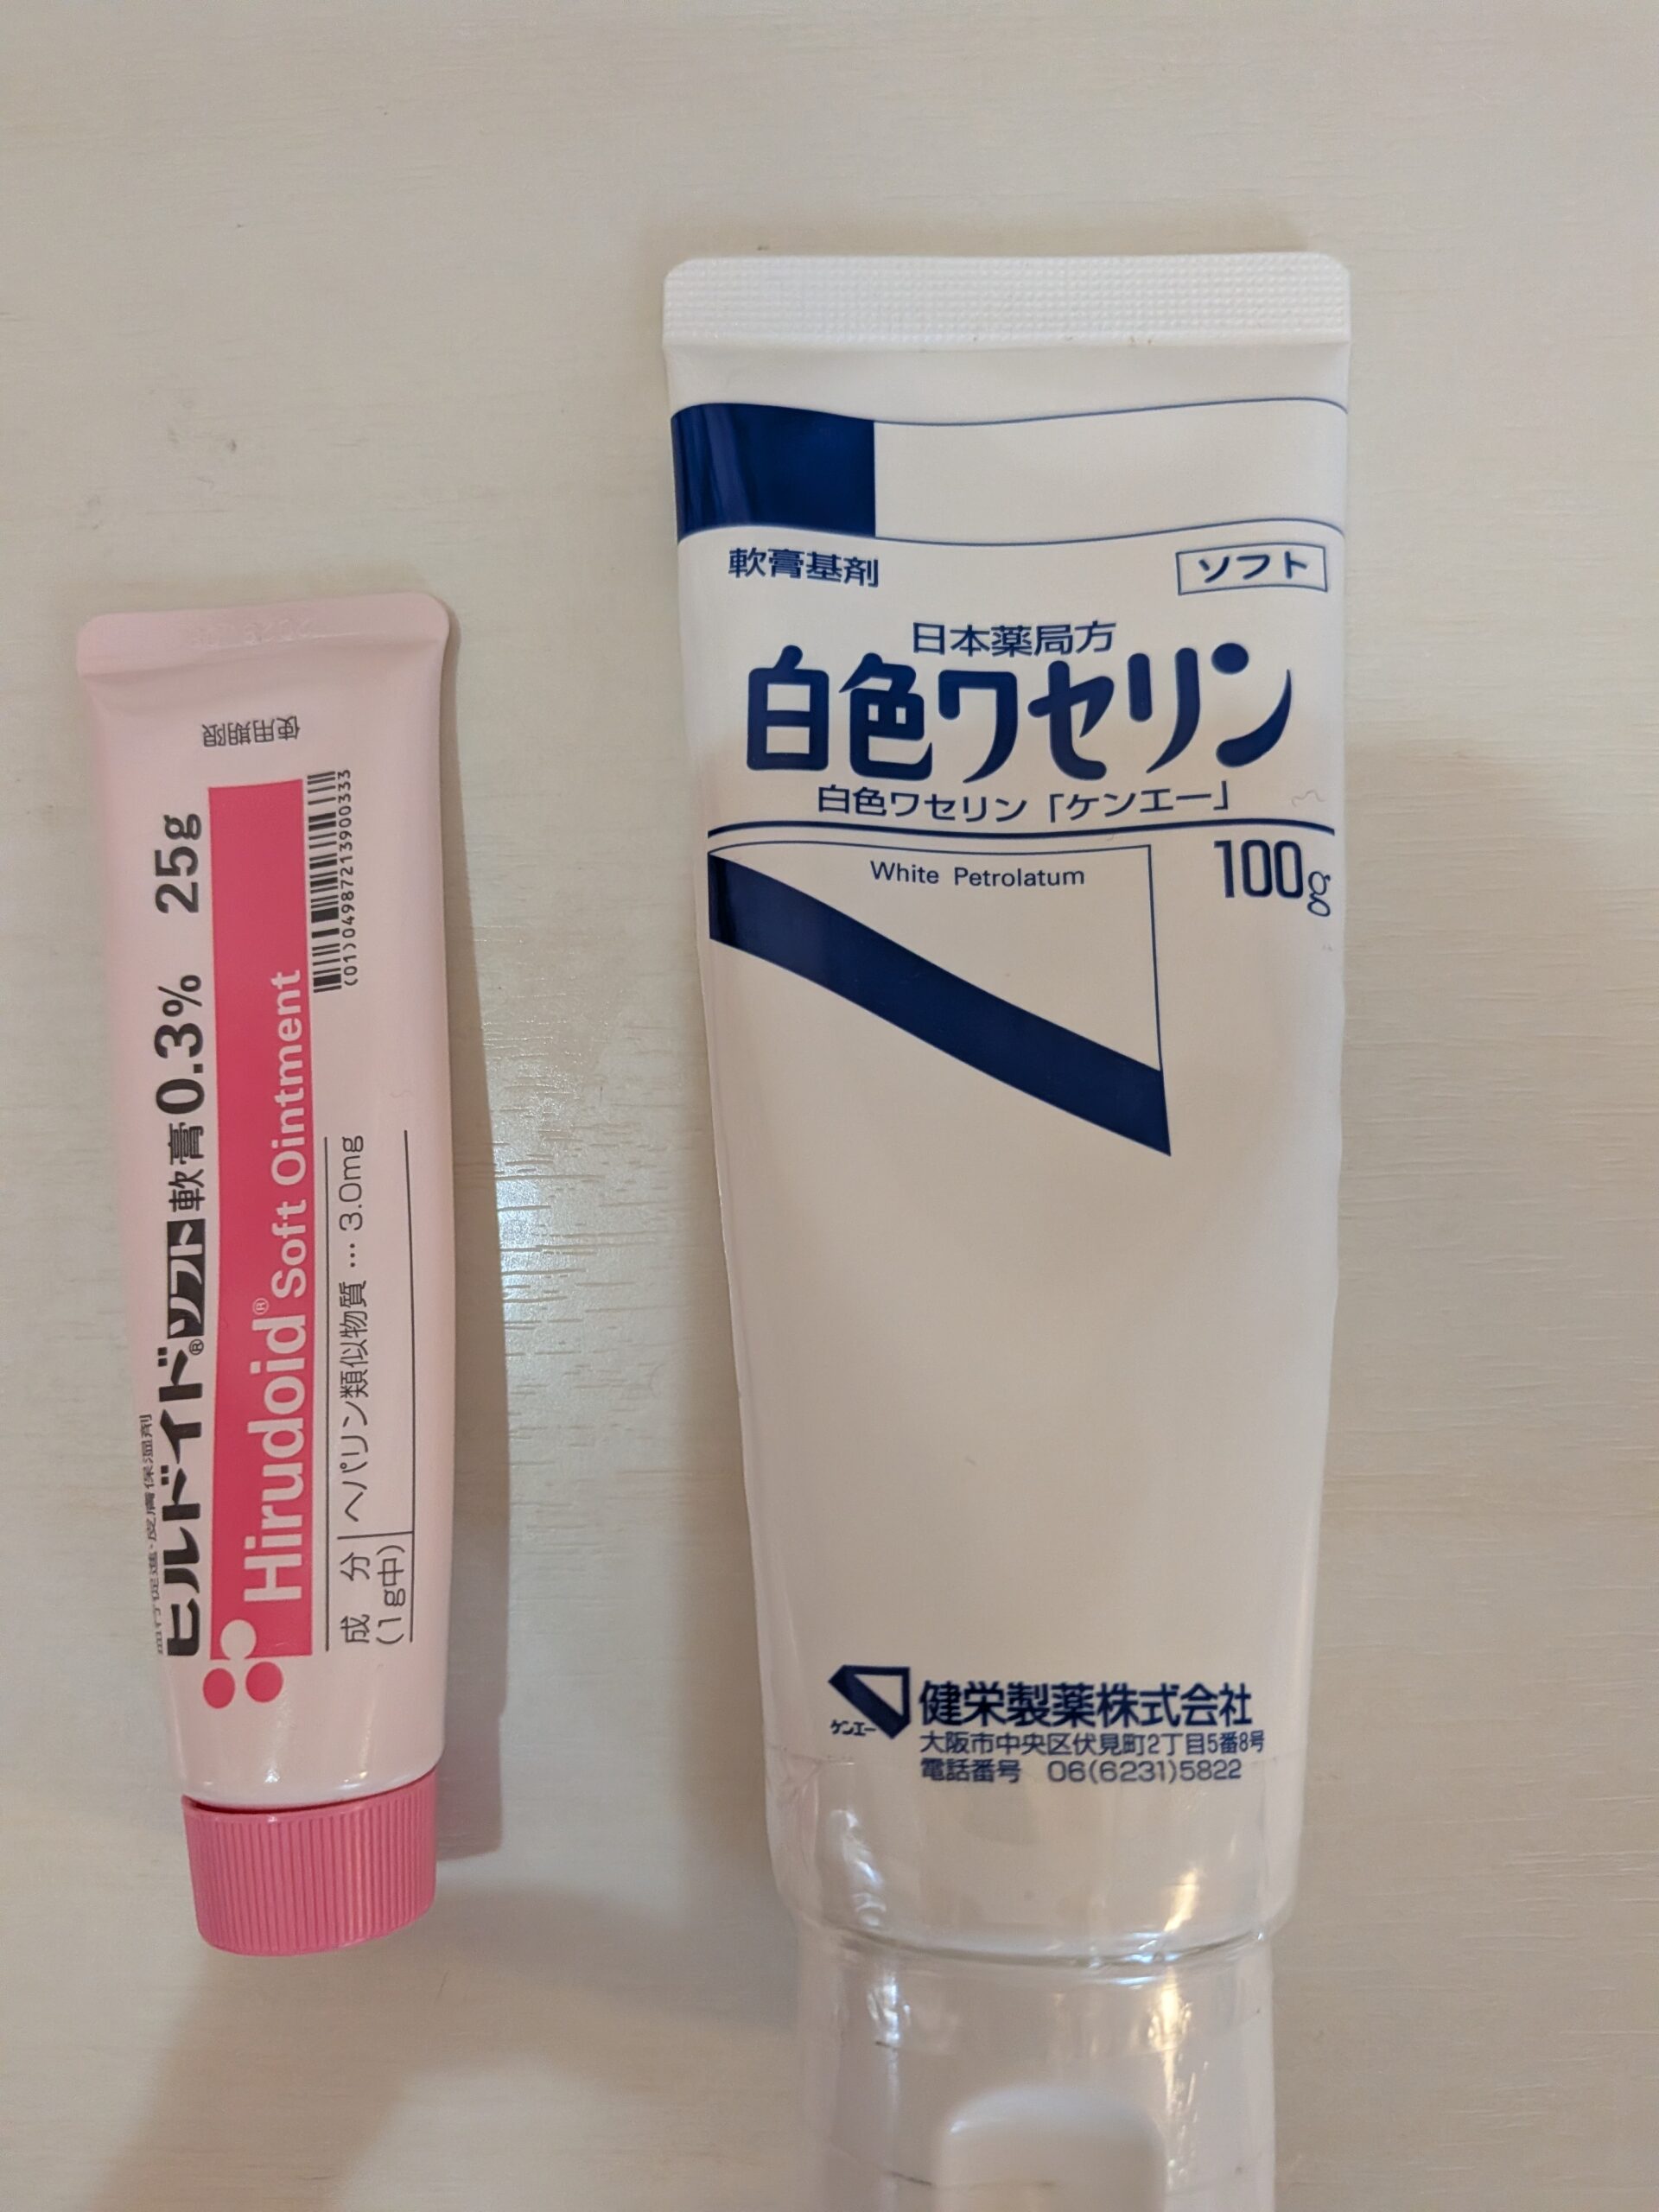 使用期限
血行促進・皮膚保湿剤
ヒルドイド®ソフト軟膏0.3% 25g
Hirudoid® Soft Ointment
(01)04987213900333
成 分
(1g中)
ヘパリン類似物質 … 3.0mg
軟膏基剤
ソフト
日本薬局方
白色ワセリン
白色ワセリン「ケンエー」
White Petrolatum
100g
ケンエー
健栄製薬株式会社
大阪市中央区伏見町2丁目5番8号
電話番号 06(6231)5822